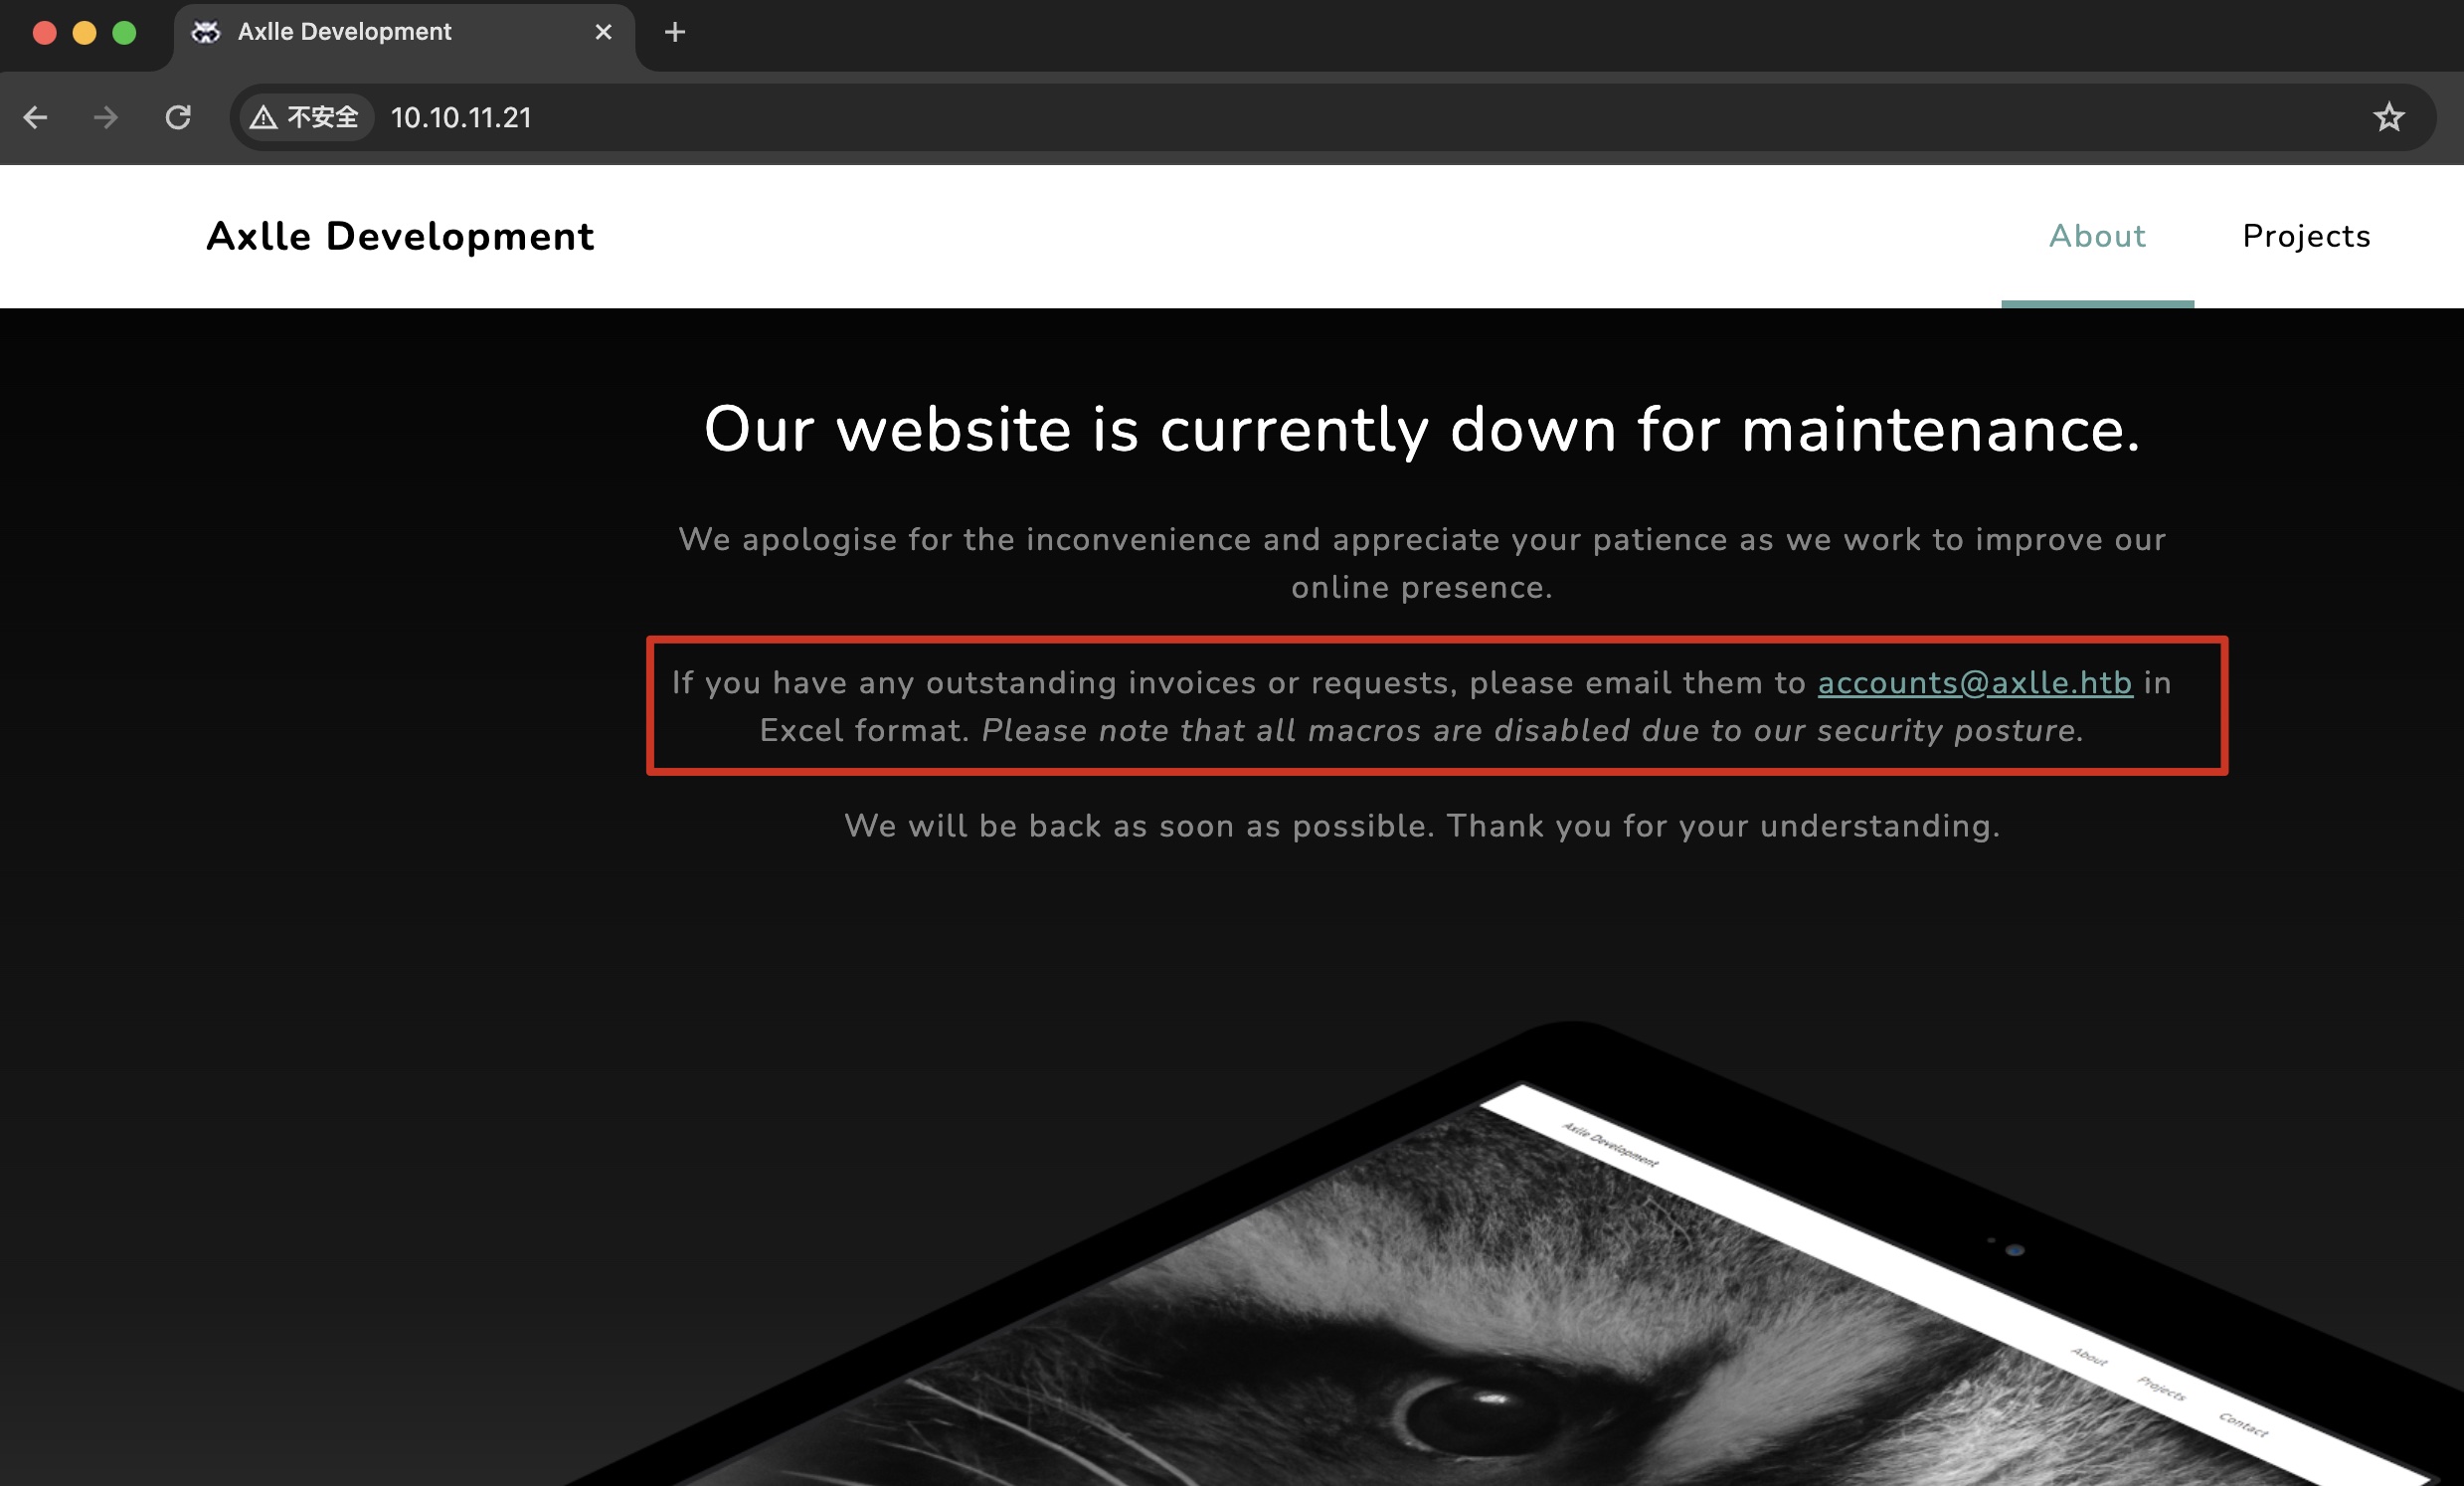 Axlle Development
不安全 10.10.11.21
Axlle Development About Projects
Our website is currently down for maintenance.
We apologise for the inconvenience and appreciate your patience as we work to improve our
online presence.
If you have any outstanding invoices or requests, please email them to accounts@axlle.htb in
Excel format. Please note that all macros are disabled due to our security posture.
We will be back as soon as possible. Thank you for your understanding.
Axlle Development
About
Projects
Contact